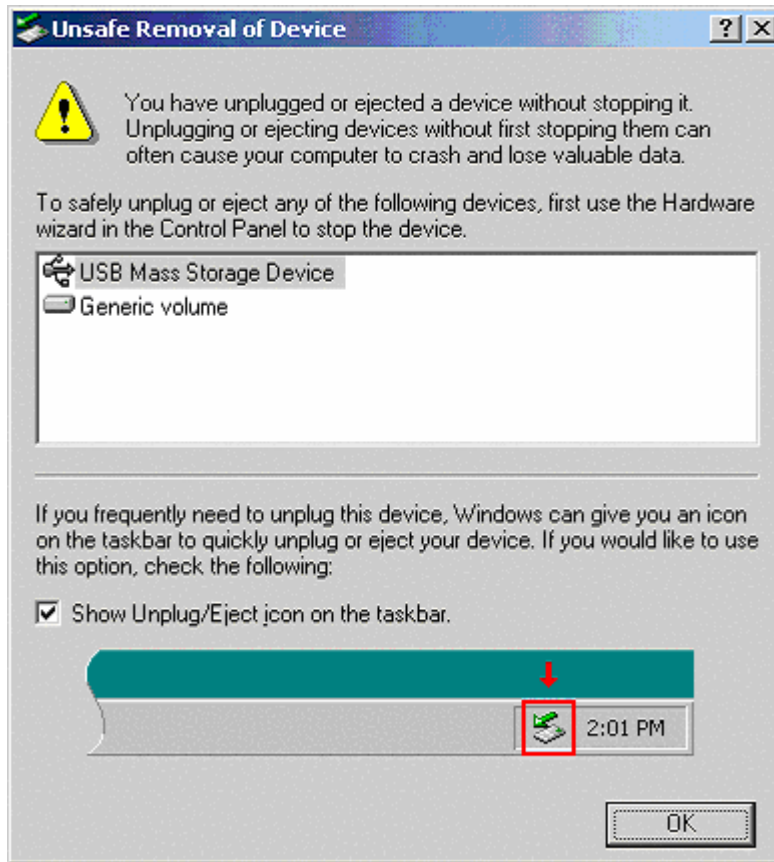 Unsafe Removal of Device
You have unplugged or ejected a device without stopping it.
Unplugging or ejecting devices without first stopping them can
often cause your computer to crash and lose valuable data.
To safely unplug or eject any of the following devices, first use the Hardware
wizard in the Control Panel to stop the device.
USB Mass Storage Device
Generic volume
If you frequently need to unplug this device, Windows can give you an icon
on the taskbar to quickly unplug or eject your device. If you would like to use
this option, check the following:
Show Unplug/Eject icon on the taskbar.
2:01 PM
OK